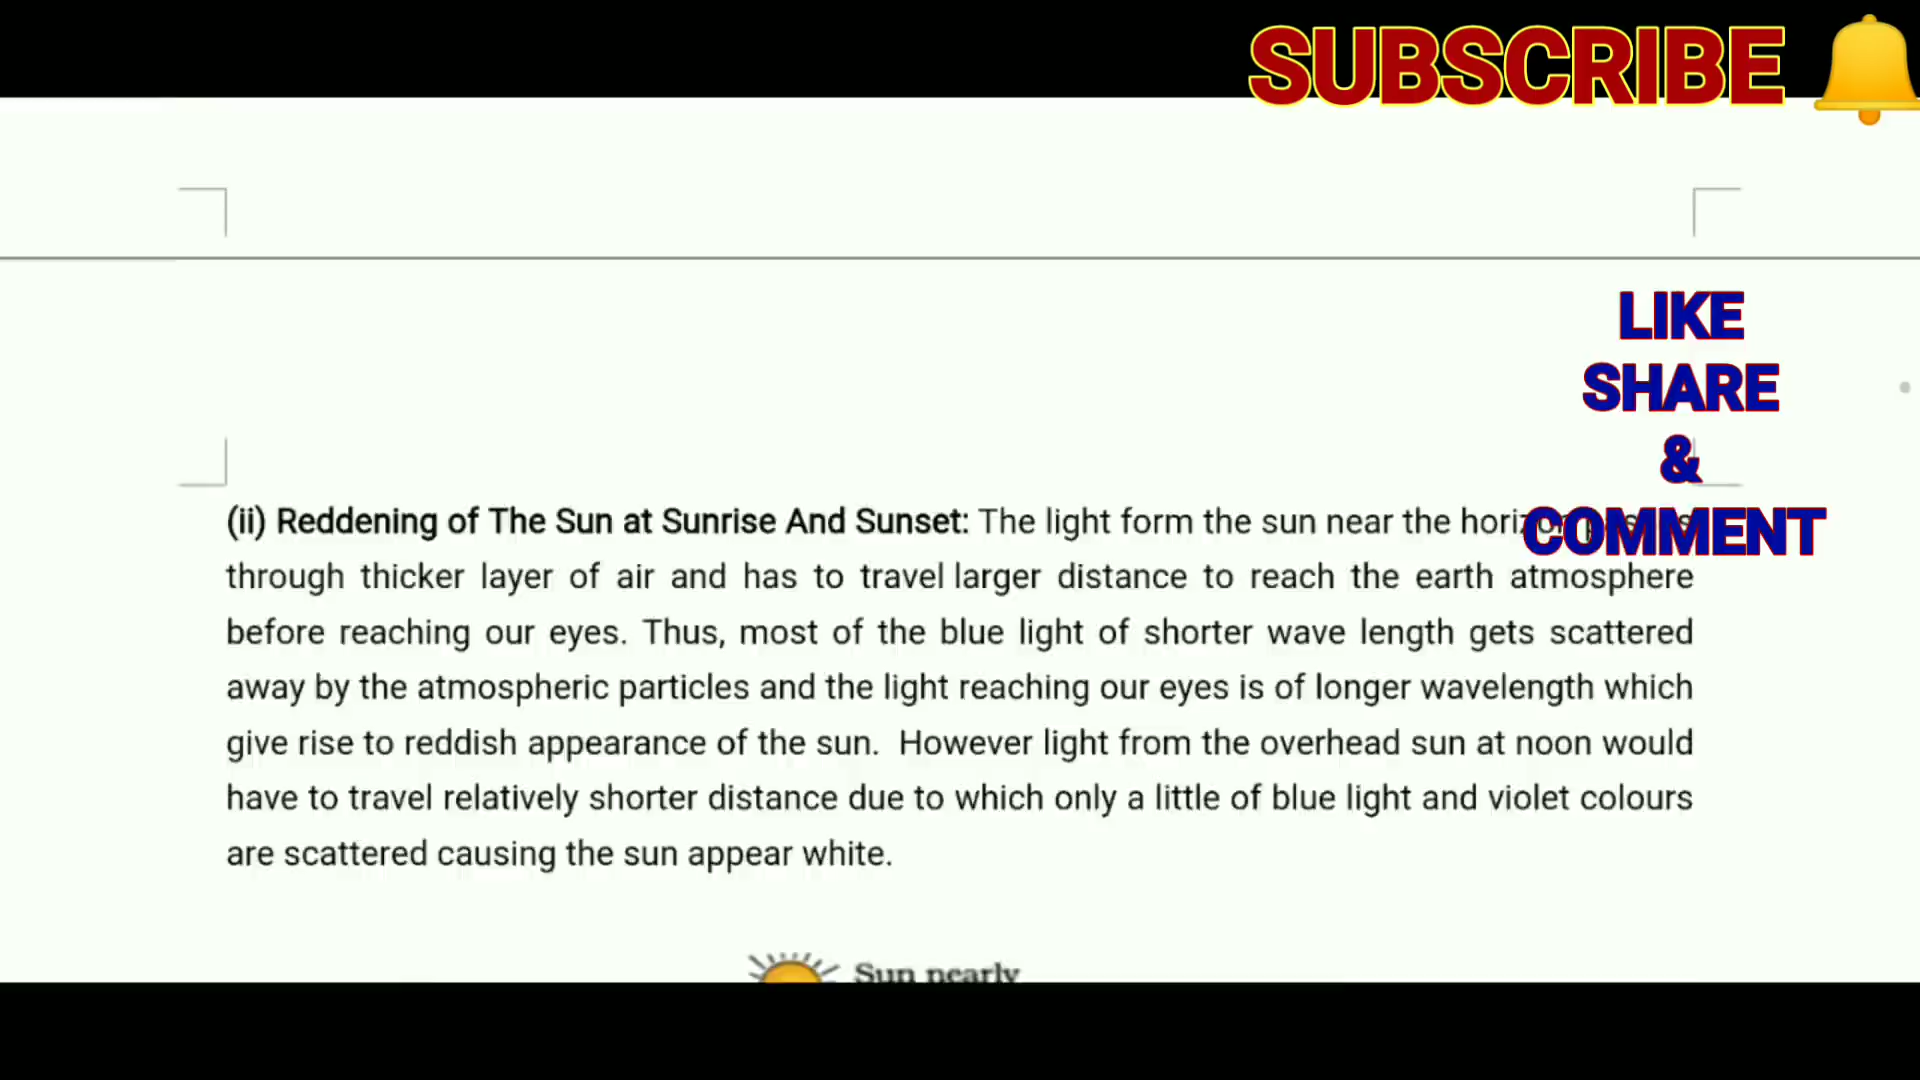 SUBSCRIBE
LIKE
SHARE
&
COMMENT
(ii) Reddening of The Sun at Sunrise And Sunset: The light form the sun near the horizon
through thicker layer of air and has to travel larger distance to reach the earth atmosphere
before reaching our eyes. Thus, most of the blue light of shorter wave length gets scattered
away by the atmospheric particles and the light reaching our eyes is of longer wavelength which
give rise to reddish appearance of the sun. However light from the overhead sun at noon would
have to travel relatively shorter distance due to which only a little of blue light and violet colours
are scattered causing the sun appear white.
Sun nearly